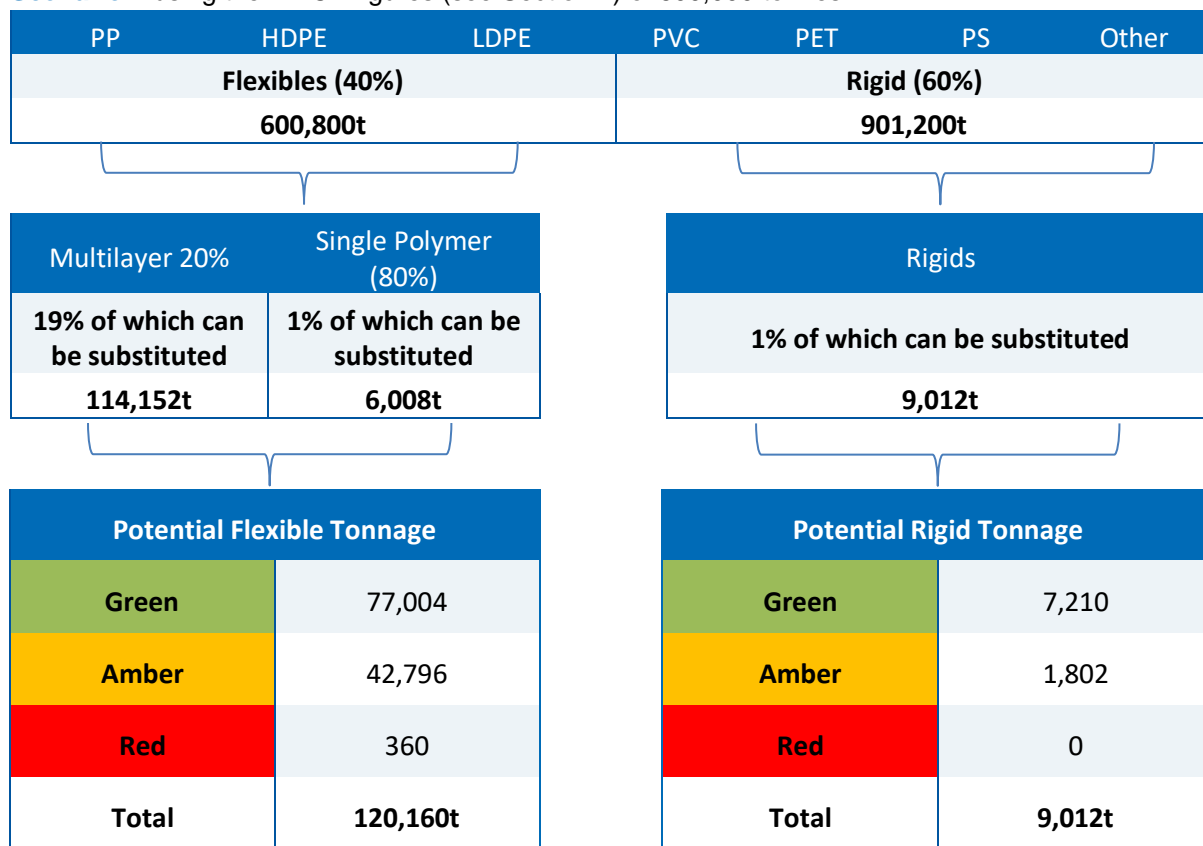 PP HDPE LDPE PVC PET PS Other
Flexibles (40%) Rigid (60%)
600,800t 901,200t
Multilayer 20% Single Polymer (80%) Rigids
19% of which can be substituted 1% of which can be substituted 1% of which can be substituted
114,152t 6,008t 9,012t
Potential Flexible Tonnage Potential Rigid Tonnage
Green 77,004 Green 7,210
Amber 42,796 Amber 1,802
Red 360 Red 0
Total 120,160t Total 9,012t